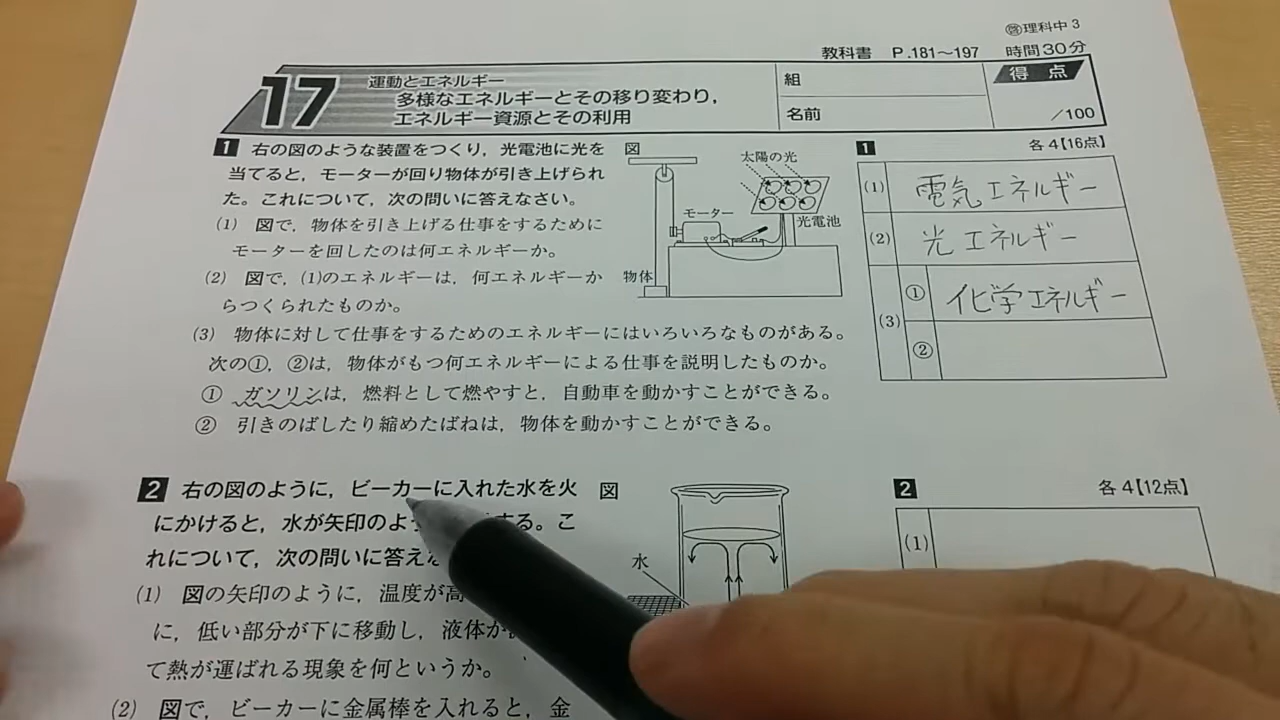 ㊪理科中3
教科書 P.181〜197 時間30分
17 運動とエネルギー
多様なエネルギーとその移り変わり，
エネルギー資源とその利用
組
名前
得点
/100
1 右の図のような装置をつくり，光電池に光を
当てると，モーターが回り物体が引き上げられ
た。これについて，次の問いに答えなさい。
(1) 図で，物体を引き上げる仕事をするために
モーターを回したのは何エネルギーか。
(2) 図で，(1)のエネルギーは，何エネルギーか
らつくられたものか。
(3) 物体に対して仕事をするためのエネルギーにはいろいろなものがある。
次の①，②は，物体がもつ何エネルギーによる仕事を説明したものか。
① ガソリンは，燃料として燃やすと，自動車を動かすことができる。
② 引きのばしたり縮めたばねは，物体を動かすことができる。
図
太陽の光
モーター
光電池
物体
1 各4【16点】
(1) 電気エネルギー
(2) 光エネルギー
(3) ① 化学エネルギー
②
2 右の図のように，ビーカーに入れた水を火
にかけると，水が矢印のよ する。こ
れについて，次の問いに答え
(1) 図の矢印のように，温度が高
に，低い部分が下に移動し，液体が
て熱が運ばれる現象を何というか。
(2) 図で，ビーカーに金属棒を入れると，金
図
水
2 各4【12点】
(1)